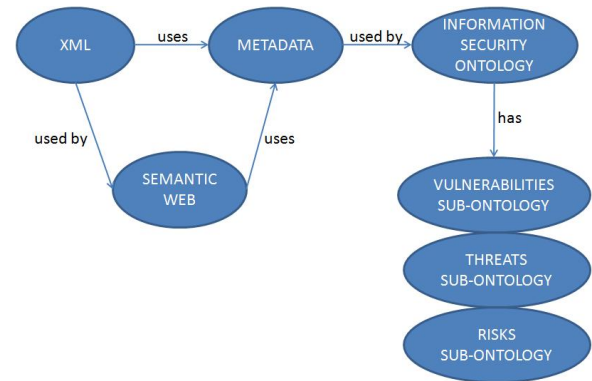 XML
uses
METADATA
used by
INFORMATION
SECURITY
ONTOLOGY
used by
uses
has
SEMANTIC
WEB
VULNERABILITIES
SUB-ONTOLOGY
THREATS
SUB-ONTOLOGY
RISKS
SUB-ONTOLOGY